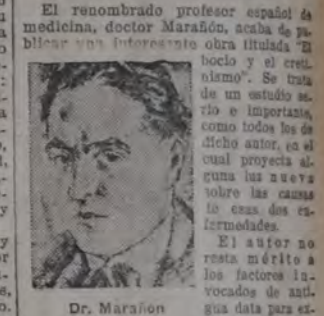 El renombrado profesor español de
medicina, doctor Marañón, acaba de pu-
blicar una interesante obra titulada "El
bocio y el creti-
nismo". Se trata
de un estudio se-
rio e importante,
como todos los de
dicho autor, en el
cual proyecta al-
guna luz nueva
sobre las causas
de esas dos en-
fermedades.
El autor no
resta mérito a
los factores in-
vocados de anti-
gua data para ex-
Dr. Marañón